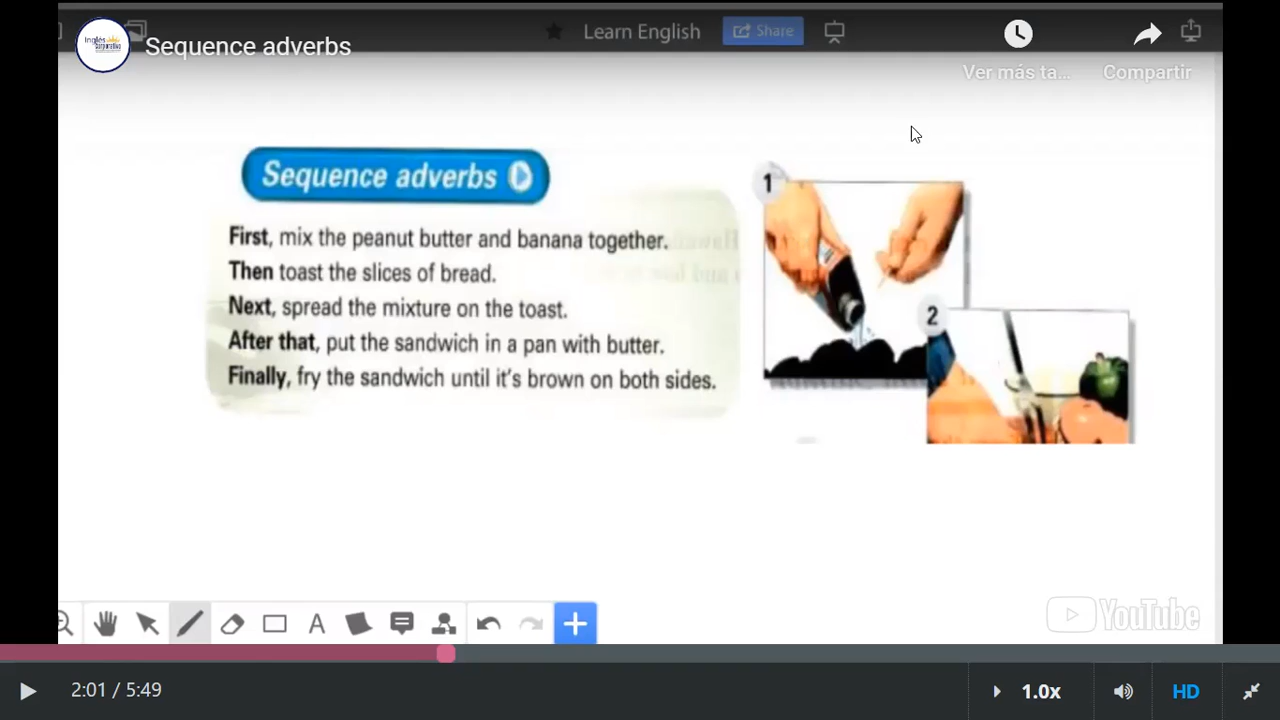 Sequence adverbs
Learn English
Share
Ver más ta...
Compartir
Sequence adverbs
First, mix the peanut butter and banana together.
Then toast the slices of bread.
Next, spread the mixture on the toast.
After that, put the sandwich in a pan with butter.
Finally, fry the sandwich until it's brown on both sides.
1
2
A
YouTube
2:01 / 5:49
1.0x
HD